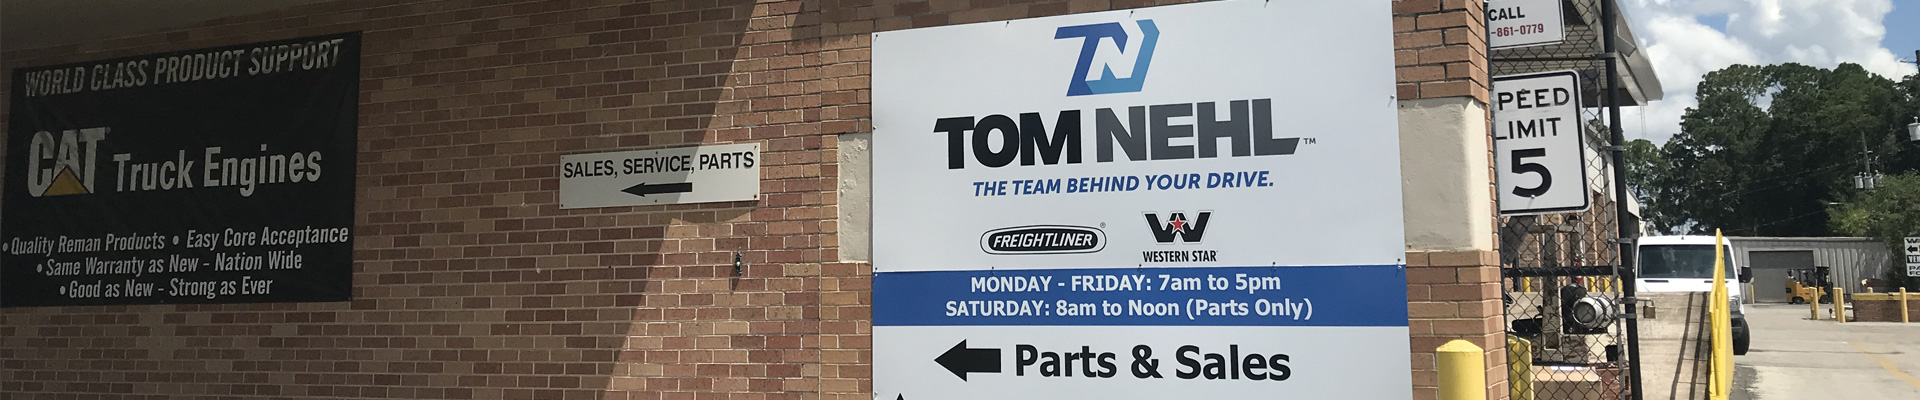 WORLD CLASS PRODUCT SUPPORT
CAT Truck Engines
• Quality Reman Products • Easy Core Acceptance
• Same Warranty as New - Nation Wide
• Good as New - Strong as Ever
SALES, SERVICE, PARTS
TN
TOM NEHL™
THE TEAM BEHIND YOUR DRIVE.
FREIGHTLINER®
WESTERN STAR
MONDAY - FRIDAY: 7am to 5pm
SATURDAY: 8am to Noon (Parts Only)
Parts & Sales
CALL
-861-0779
PEED
LIMIT
5